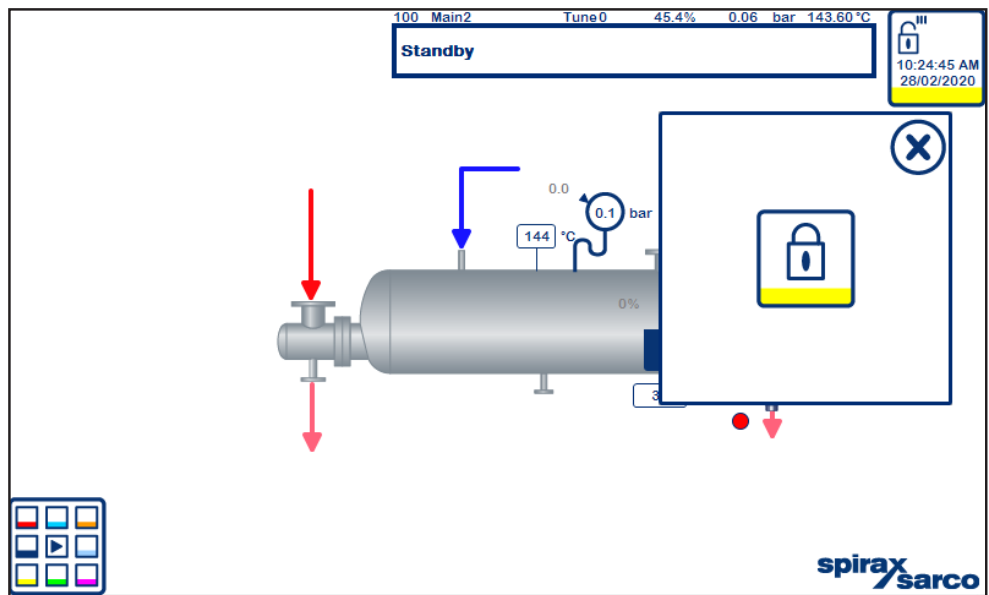 100 Main2 Tune0 45.4% 0.06 bar 143.60 °C
Standby
10:24:45 AM
28/02/2020
0.0
0.1 bar
144 °C
0%
3
spirax
sarco